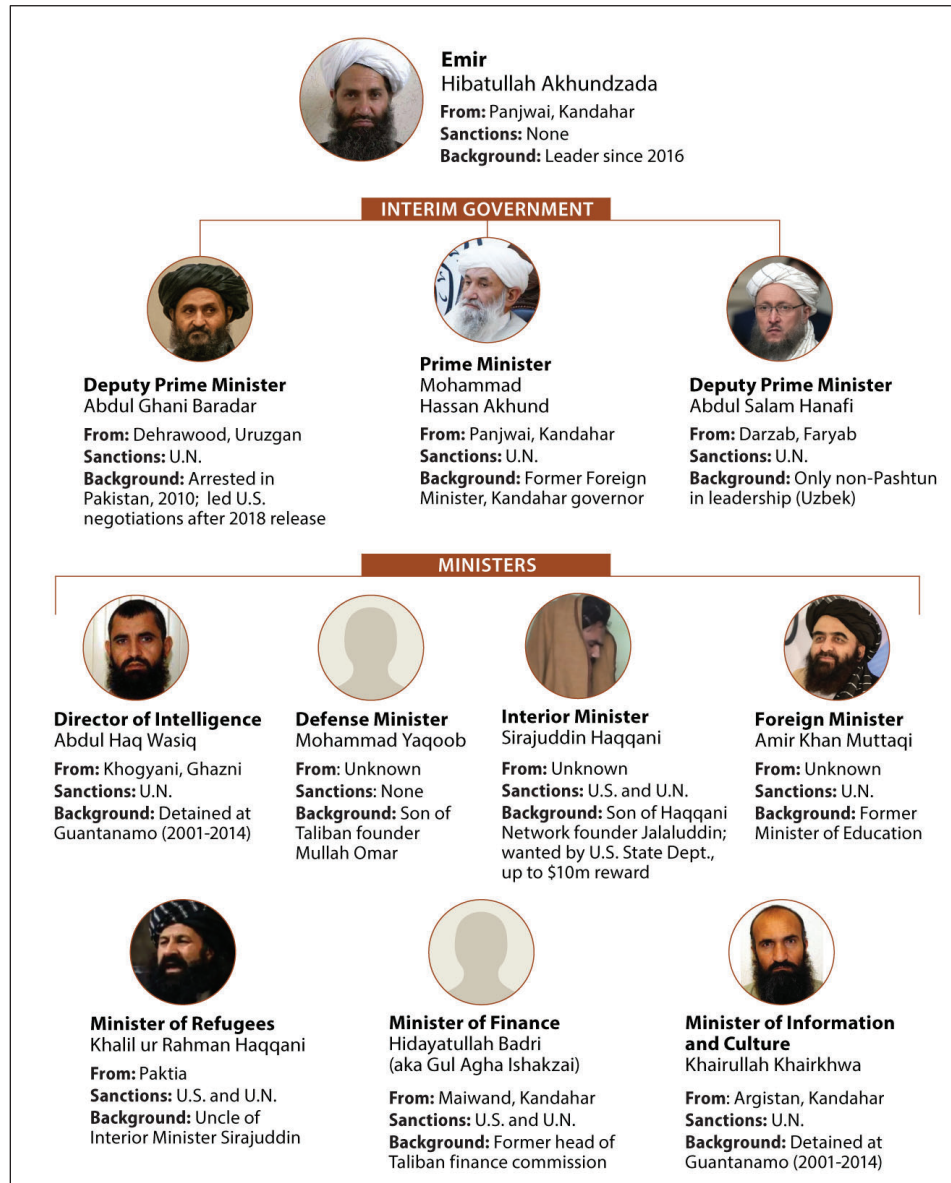 Emir
Hibatullah Akhundzada
From: Panjwai, Kandahar
Sanctions: None
Background: Leader since 2016
INTERIM GOVERNMENT
Deputy Prime Minister
Abdul Ghani Baradar
From: Dehrawood, Uruzgan
Sanctions: U.N.
Background: Arrested in
Pakistan, 2010; led U.S.
negotiations after 2018 release
Prime Minister
Mohammad
Hassan Akhund
From: Panjwai, Kandahar
Sanctions: U.N.
Background: Former Foreign
Minister, Kandahar governor
Deputy Prime Minister
Abdul Salam Hanafi
From: Darzab, Faryab
Sanctions: U.N.
Background: Only non-Pashtun
in leadership (Uzbek)
MINISTERS
Director of Intelligence
Abdul Haq Wasiq
From: Khogyani, Ghazni
Sanctions: U.N.
Background: Detained at
Guantanamo (2001-2014)
Defense Minister
Mohammad Yaqoob
From: Unknown
Sanctions: None
Background: Son of
Taliban founder
Mullah Omar
Interior Minister
Sirajuddin Haqqani
From: Unknown
Sanctions: U.S. and U.N.
Background: Son of Haqqani
Network founder Jalaluddin;
wanted by U.S. State Dept.,
up to $10m reward
Foreign Minister
Amir Khan Muttaqi
From: Unknown
Sanctions: U.N.
Background: Former
Minister of Education
Minister of Refugees
Khalil ur Rahman Haqqani
From: Paktia
Sanctions: U.S. and U.N.
Background: Uncle of
Interior Minister Sirajuddin
Minister of Finance
Hidayatullah Badri
(aka Gul Agha Ishakzai)
From: Maiwand, Kandahar
Sanctions: U.S. and U.N.
Background: Former head of
Taliban finance commission
Minister of Information
and Culture
Khairullah Khairkhwa
From: Argistan, Kandahar
Sanctions: U.N.
Background: Detained at
Guantanamo (2001-2014)